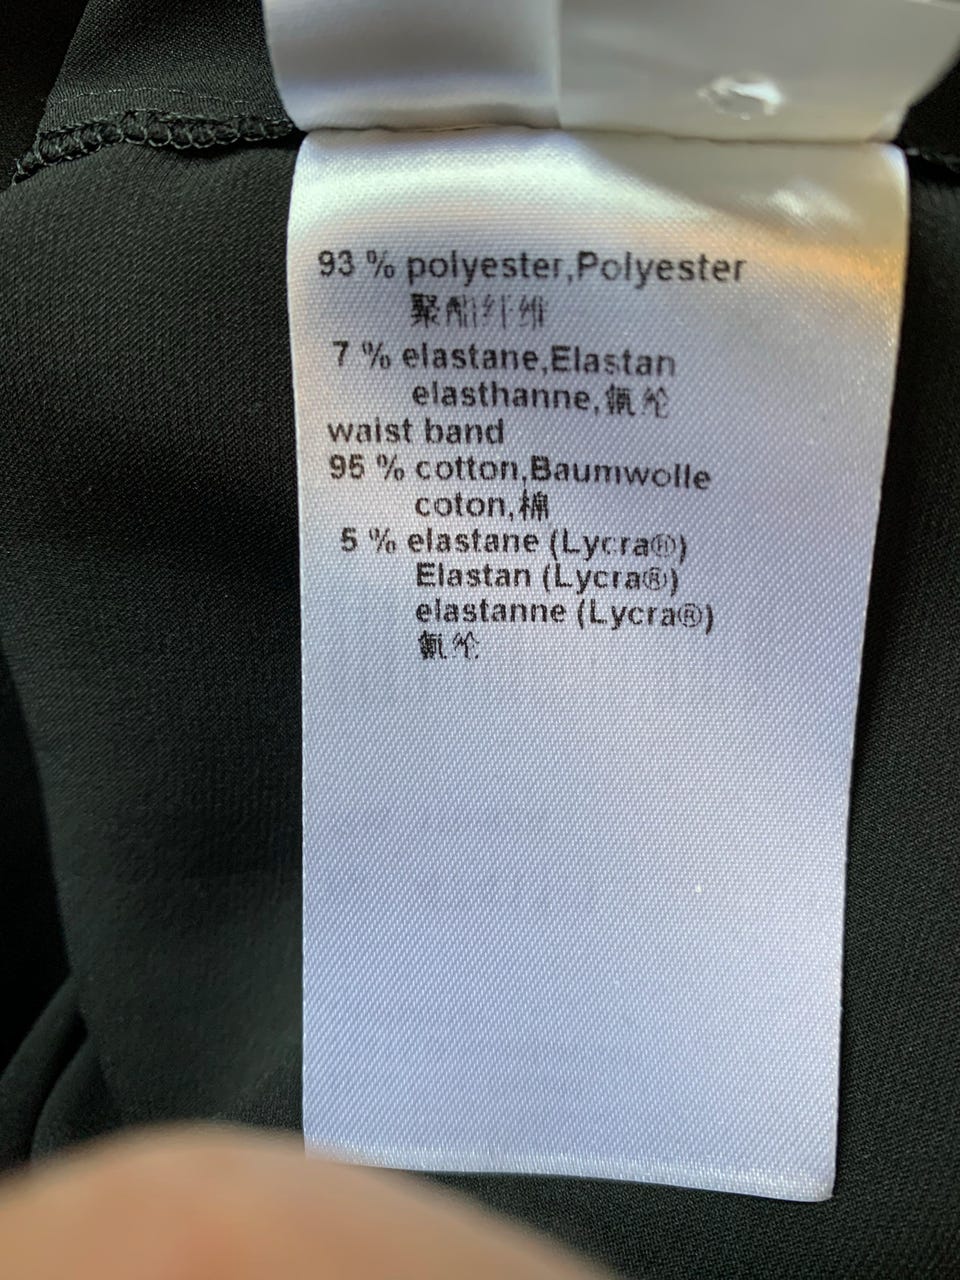 93 % polyester,Polyester
聚酯纤维
7 % elastane,Elastan
elasthanne,氨纶
waist band
95 % cotton,Baumwolle
coton,棉
5 % elastane (Lycra®)
Elastan (Lycra®)
elastanne (Lycra®)
氨纶